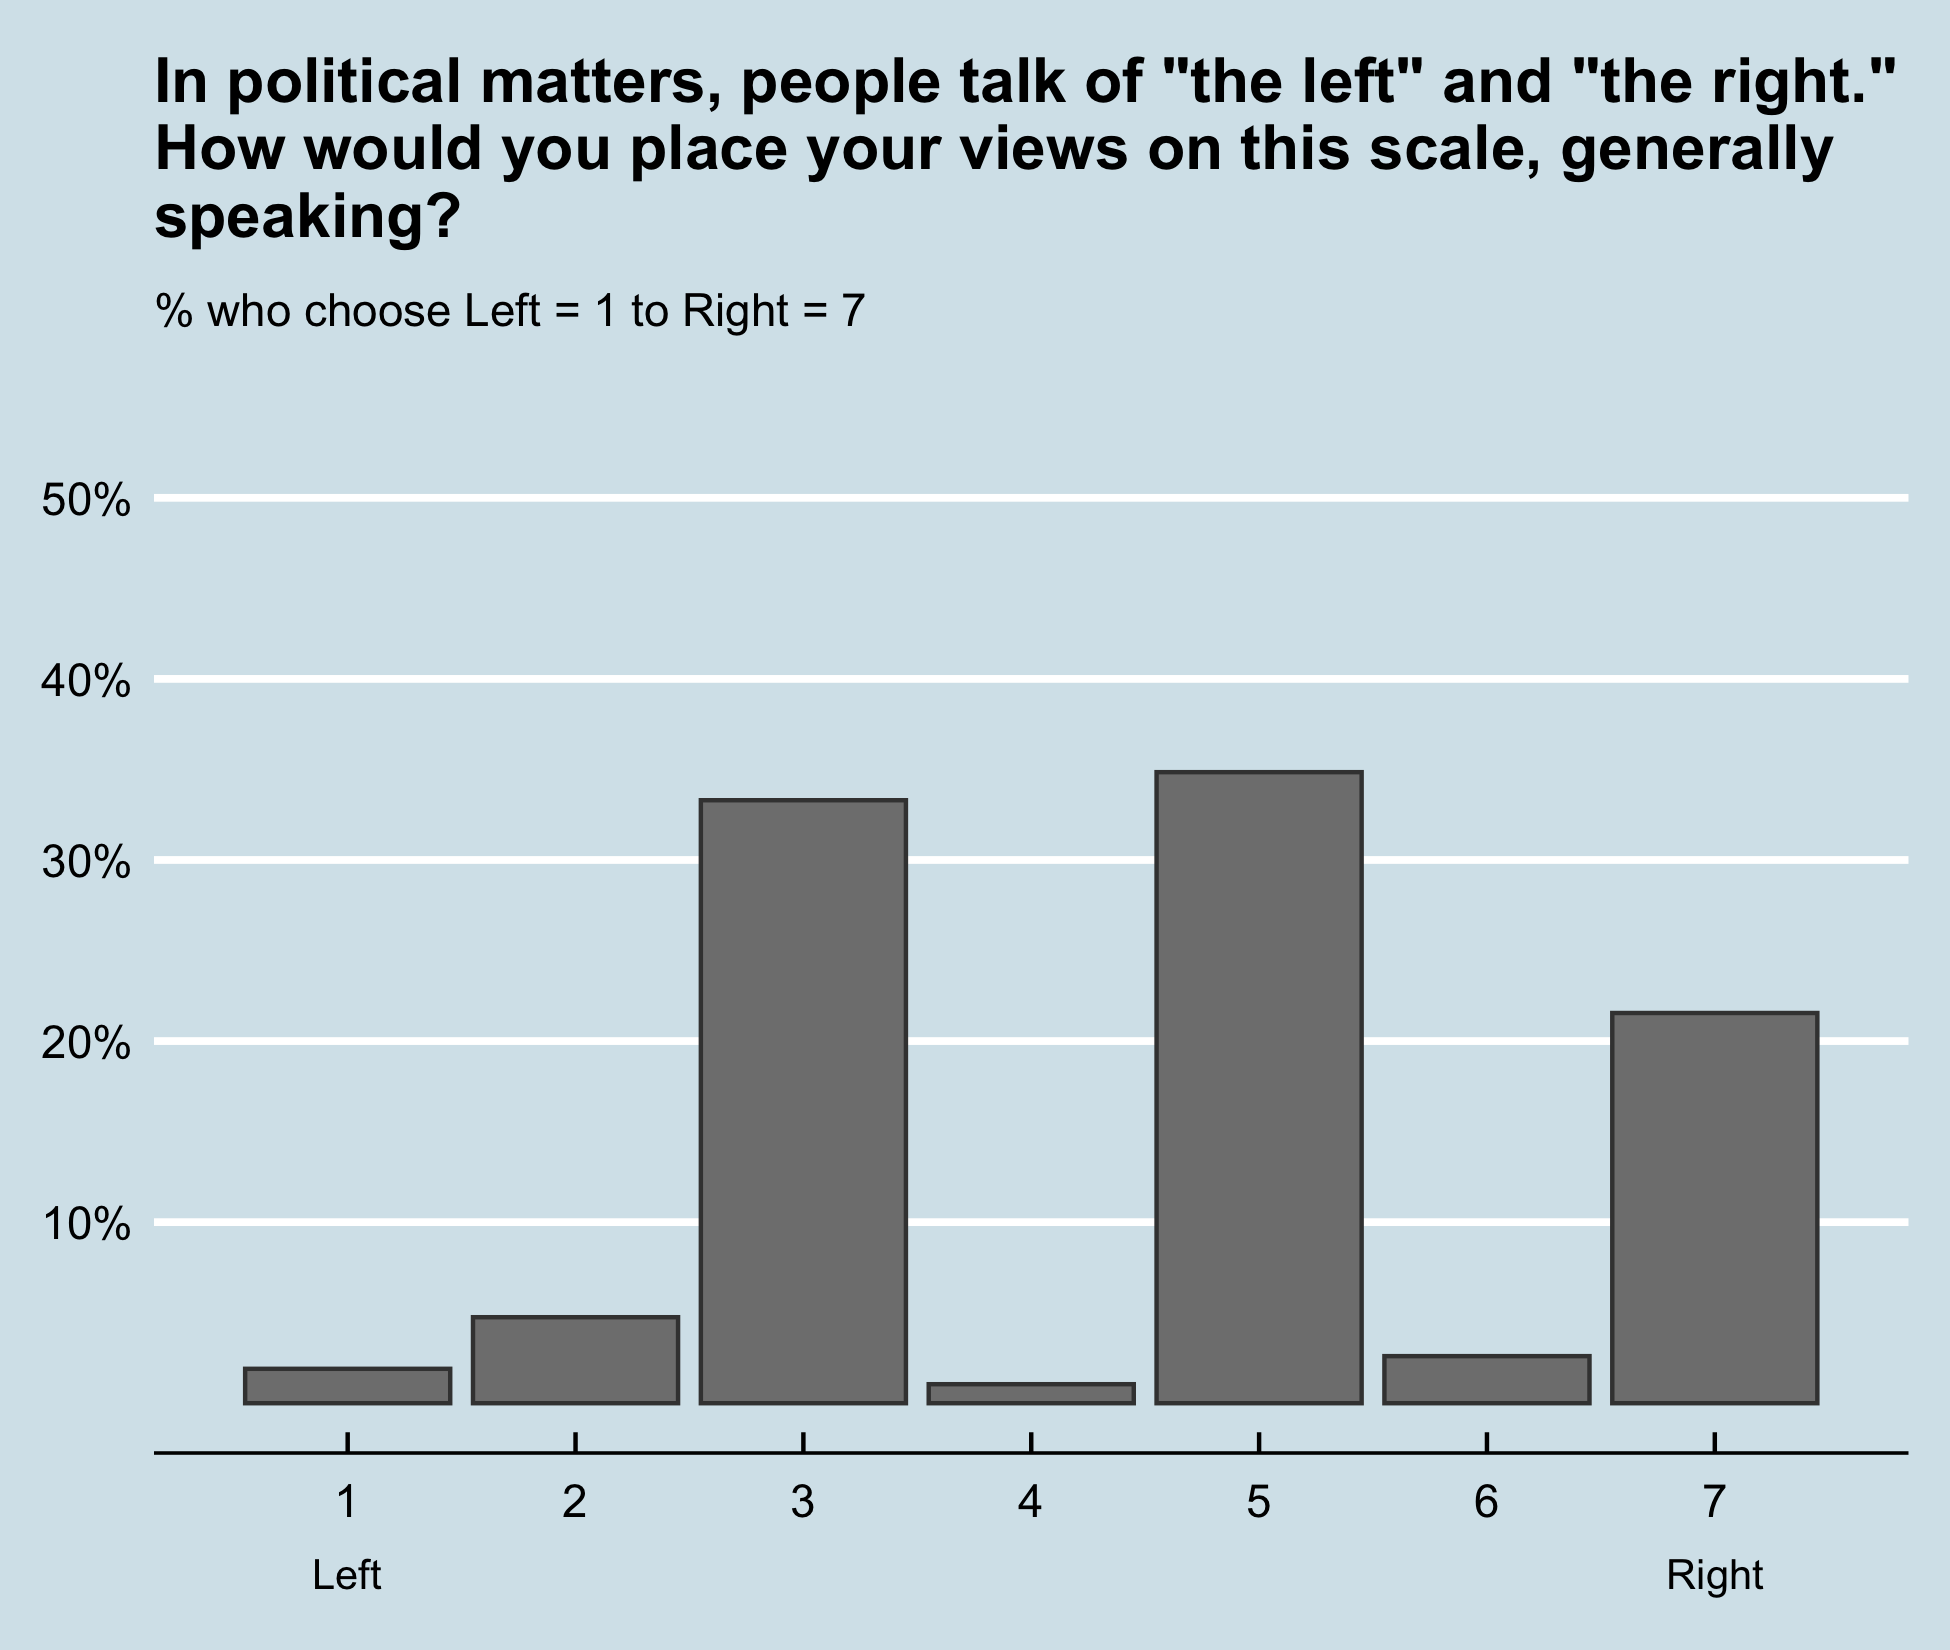 In political matters, people talk of "the left" and "the right."
How would you place your views on this scale, generally
speaking?
% who choose Left = 1 to Right = 7
50%
40%
30%
20%
10%
1 2 3 4 5 6 7
Left Right